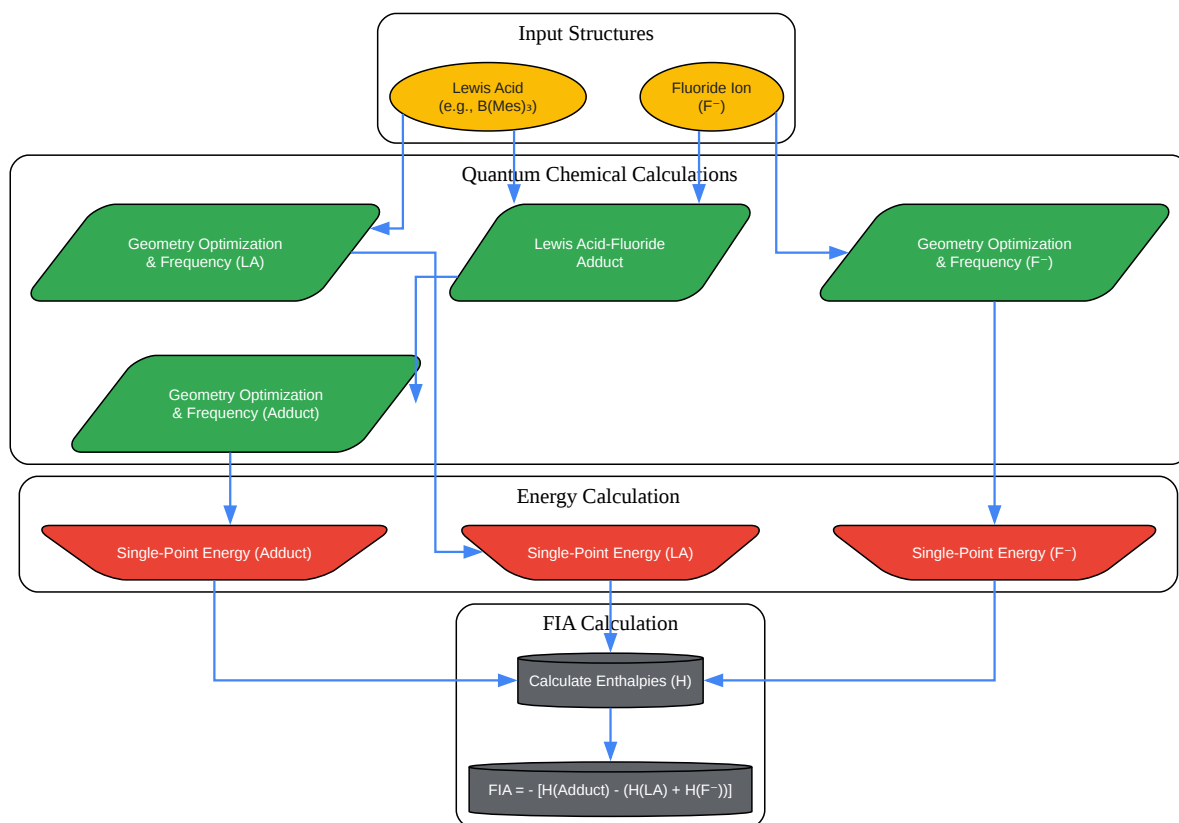 Input Structures
Lewis Acid
(e.g., B(Mes)₃)
Fluoride Ion
(F⁻)
Quantum Chemical Calculations
Geometry Optimization
& Frequency (LA)
Lewis Acid-Fluoride
Adduct
Geometry Optimization
& Frequency (F⁻)
Geometry Optimization
& Frequency (Adduct)
Energy Calculation
Single-Point Energy (Adduct)
Single-Point Energy (LA)
Single-Point Energy (F⁻)
FIA Calculation
Calculate Enthalpies (H)
FIA = - [H(Adduct) - (H(LA) + H(F⁻))]